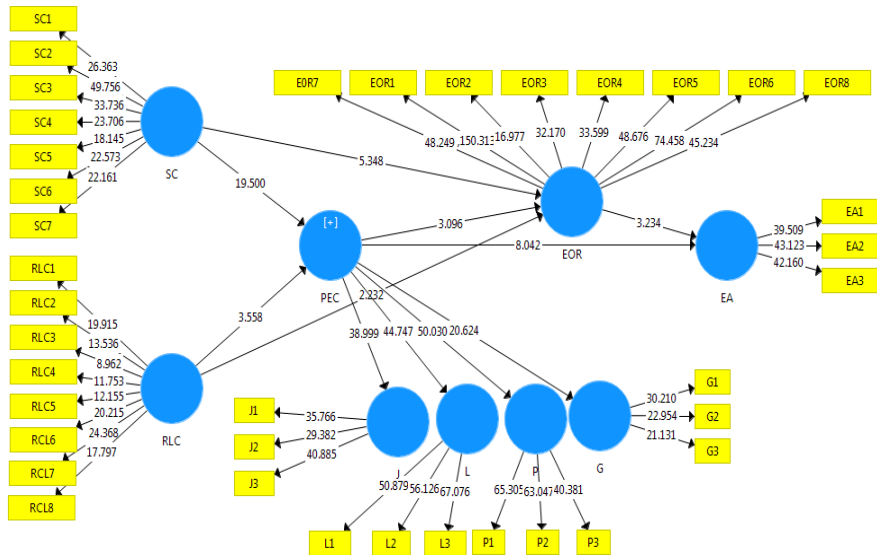 SC1
SC2
SC3
SC4
SC5
SC6
SC7
26.363
49.756
33.736
23.706
18.145
22.573
22.161
SC
E0R7
EOR1
EOR2
EOR3
EOR4
EOR5
EOR6
EOR8
48.249
150.313
16.977
32.170
33.599
48.676
74.458
45.234
5.348
19.500
[+]
PEC
3.096
8.042
2.232
3.558
EOR
3.234
EA
39.509
43.123
42.160
EA1
EA2
EA3
RLC1
RLC2
RLC3
RLC4
RLC5
RCL6
RCL7
RCL8
19.915
13.536
8.962
11.753
12.155
20.215
24.368
17.797
RLC
38.999
44.747
50.030
20.624
J1
J2
J3
35.766
29.382
40.885
J
L
P
G
30.210
22.954
21.131
G1
G2
G3
50.879
56.126
67.076
65.305
63.047
40.381
L1
L2
L3
P1
P2
P3